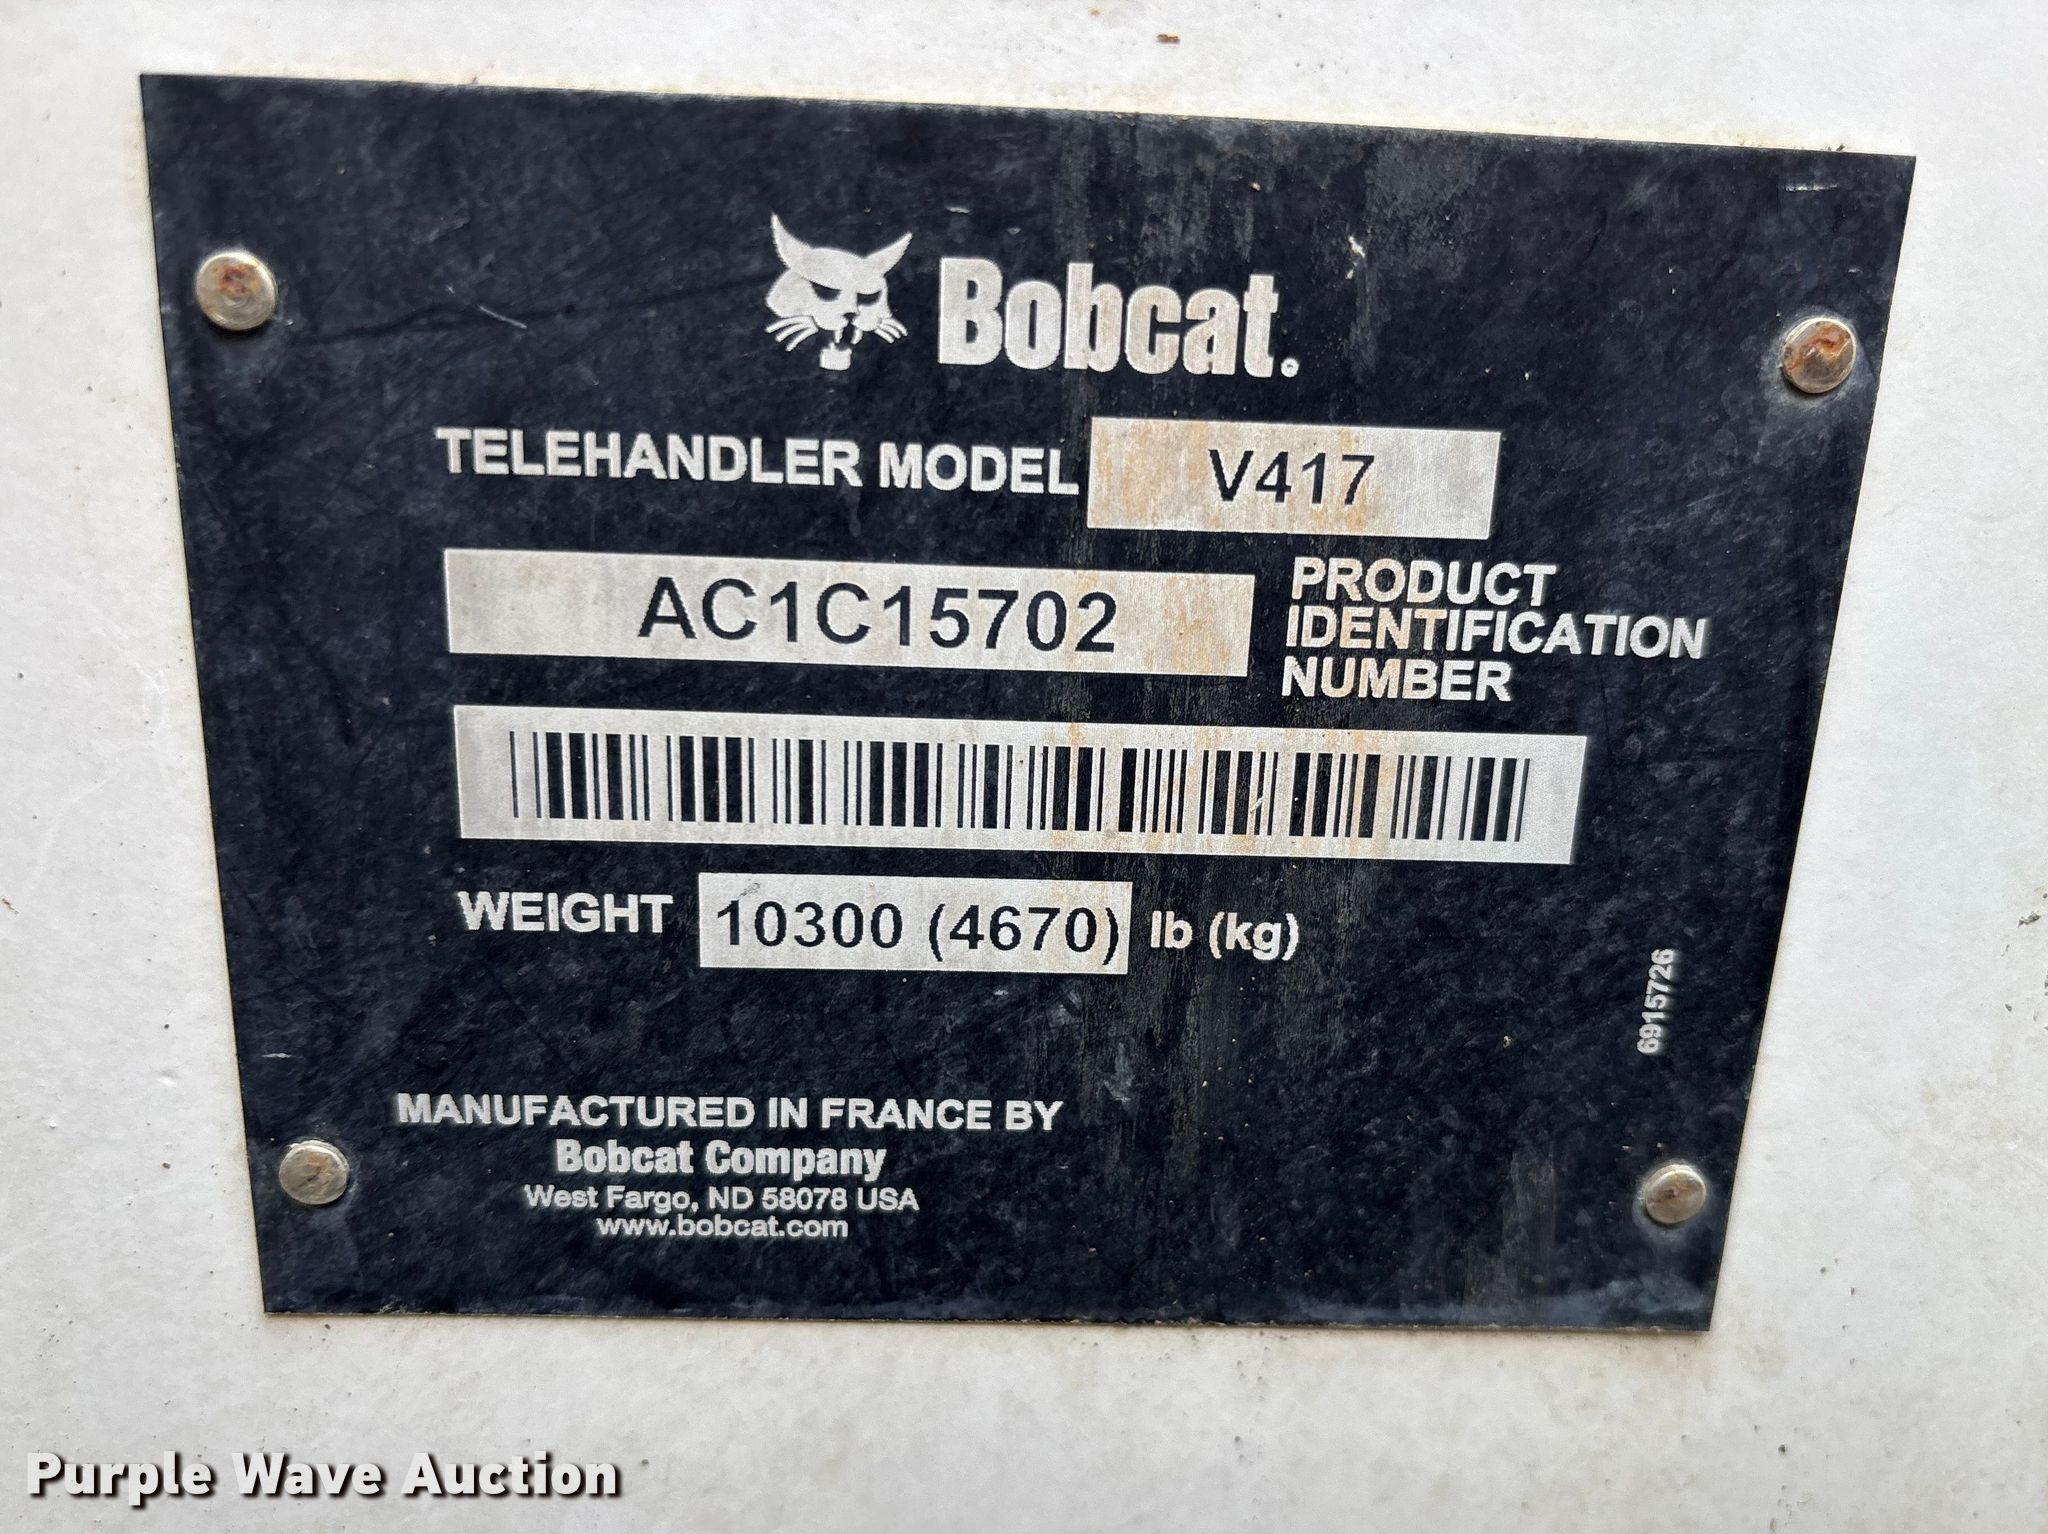 Bobcat.
TELEHANDLER MODEL V417
AC1C15702
PRODUCT
IDENTIFICATION
NUMBER
WEIGHT 10300 (4670) lb (kg)
6915726
MANUFACTURED IN FRANCE BY
Bobcat Company
West Fargo, ND 58078 USA
www.bobcat.com
Purple Wave Auction